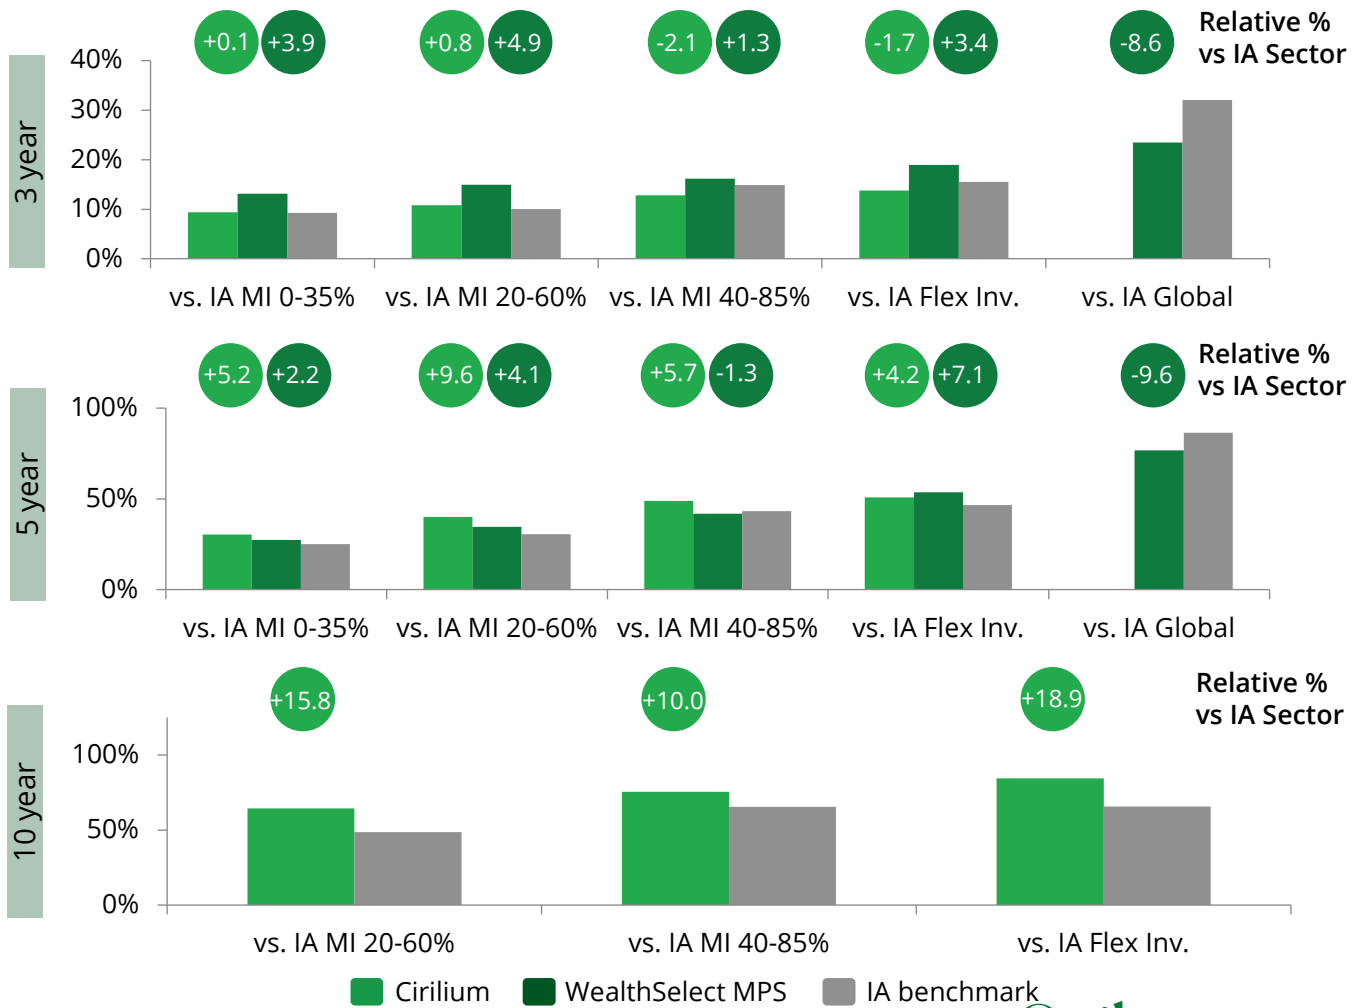 +0.1 +3.9 +0.8 +4.9 -2.1 +1.3 -1.7 +3.4 -8.6
Relative %
vs IA Sector
3 year
40%
30%
20%
10%
0%
vs. IA MI 0-35% vs. IA MI 20-60% vs. IA MI 40-85% vs. IA Flex Inv. vs. IA Global
+5.2 +2.2 +9.6 +4.1 +5.7 -1.3 +4.2 +7.1 -9.6
Relative %
vs IA Sector
5 year
100%
50%
0%
vs. IA MI 0-35% vs. IA MI 20-60% vs. IA MI 40-85% vs. IA Flex Inv. vs. IA Global
+15.8 +10.0 +18.9
Relative %
vs IA Sector
10 year
100%
50%
0%
vs. IA MI 20-60% vs. IA MI 40-85% vs. IA Flex Inv.
Cirilium WealthSelect MPS IA benchmark